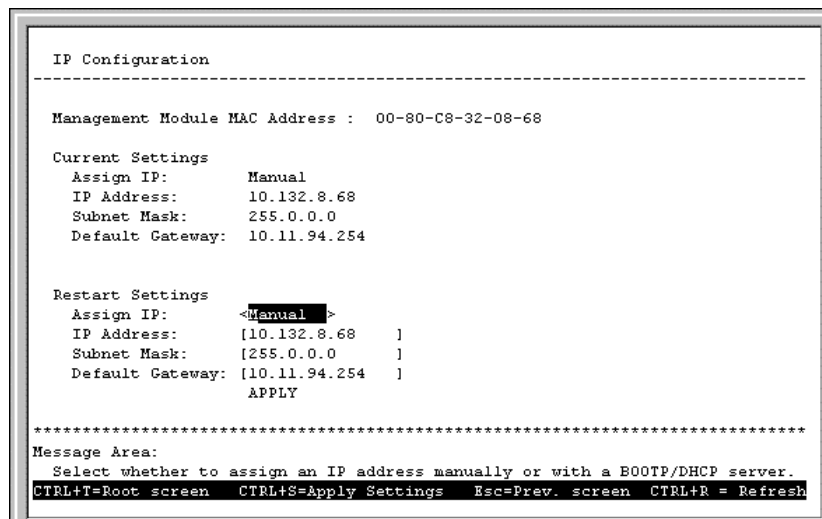 IP Configuration
--------------------------------------------------------------------------------
Management Module MAC Address :  00-80-C8-32-08-68
Current Settings
Assign IP:        Manual
IP Address:       10.132.8.68
Subnet Mask:      255.0.0.0
Default Gateway:  10.11.94.254
Restart Settings
Assign IP:       <Manual  >
IP Address:      [10.132.8.68    ]
Subnet Mask:     [255.0.0.0      ]
Default Gateway: [10.11.94.254   ]
APPLY
********************************************************************************
Message Area:
Select whether to assign an IP address manually or with a BOOTP/DHCP server.
CTRL+T=Root screen   CTRL+S=Apply Settings   Esc=Prev. screen  CTRL+R = Refresh